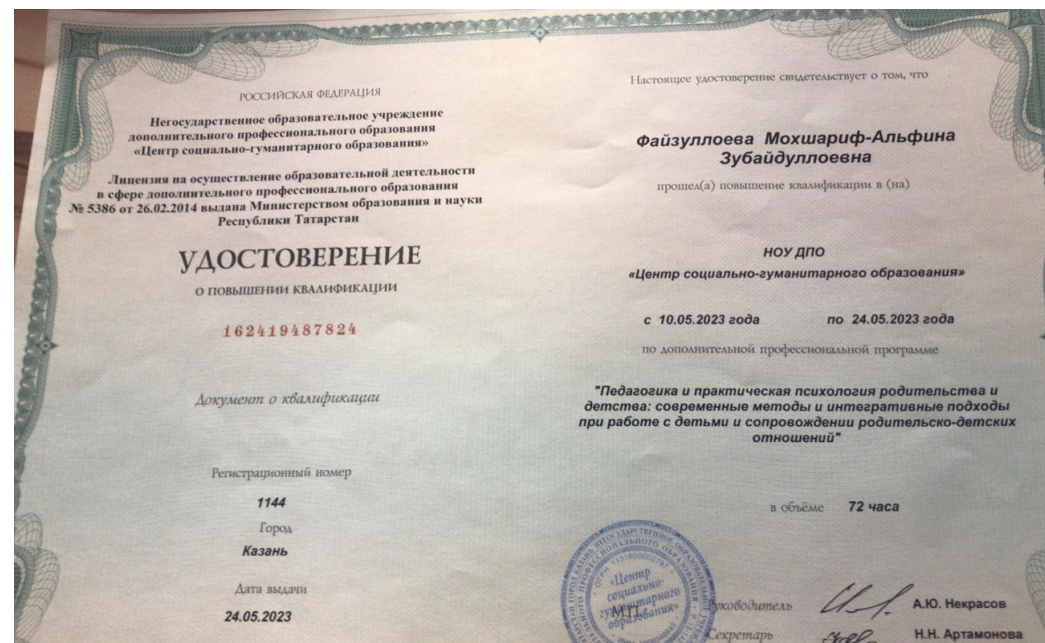 РОССИЙСКАЯ ФЕДЕРАЦИЯ
Негосударственное образовательное учреждение
дополнительного профессионального образования
«Центр социально-гуманитарного образования»
Лицензия на осуществление образовательной деятельности
в сфере дополнительного профессионального образования
№ 5386 от 26.02.2014 выдана Министерством образования и науки
Республики Татарстан
УДОСТОВЕРЕНИЕ
О ПОВЫШЕНИИ КВАЛИФИКАЦИИ
162419487824
Документ о квалификации
Регистрационный номер
1144
Город
Казань
Дата выдачи
24.05.2023
Настоящее удостоверение свидетельствует о том, что
Файзуллоева Мохшариф-Альфина
Зубайдуллоевна
прошел(а) повышение квалификации в (на)
НОУ ДПО
«Центр социально-гуманитарного образования»
с 10.05.2023 года по 24.05.2023 года
по дополнительной профессиональной программе
"Педагогика и практическая психология родительства и
детства: современные методы и интегративные подходы
при работе с детьми и сопровождении родительско-детских
отношений"
в объёме 72 часа
«Центр
социально-
гуманитарного
образования»
М.П.
Руководитель А.Ю. Некрасов
Секретарь Н.Н. Артамонова